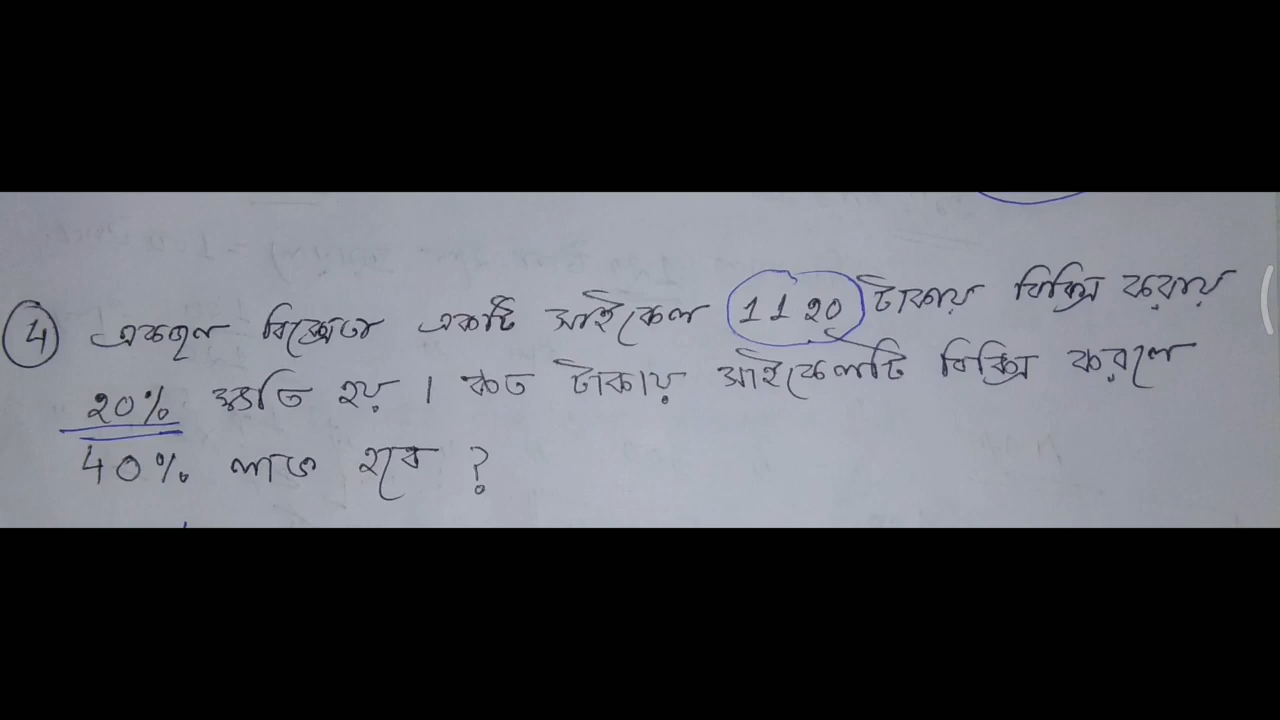 4 একজন বিক্রেতা একটি সাইকেল 1120 টাকায় বিক্রি করায়
20% ক্ষতি হয় । কত টাকায় সাইকেলটি বিক্রি করলে
40% লাভ হবে ?